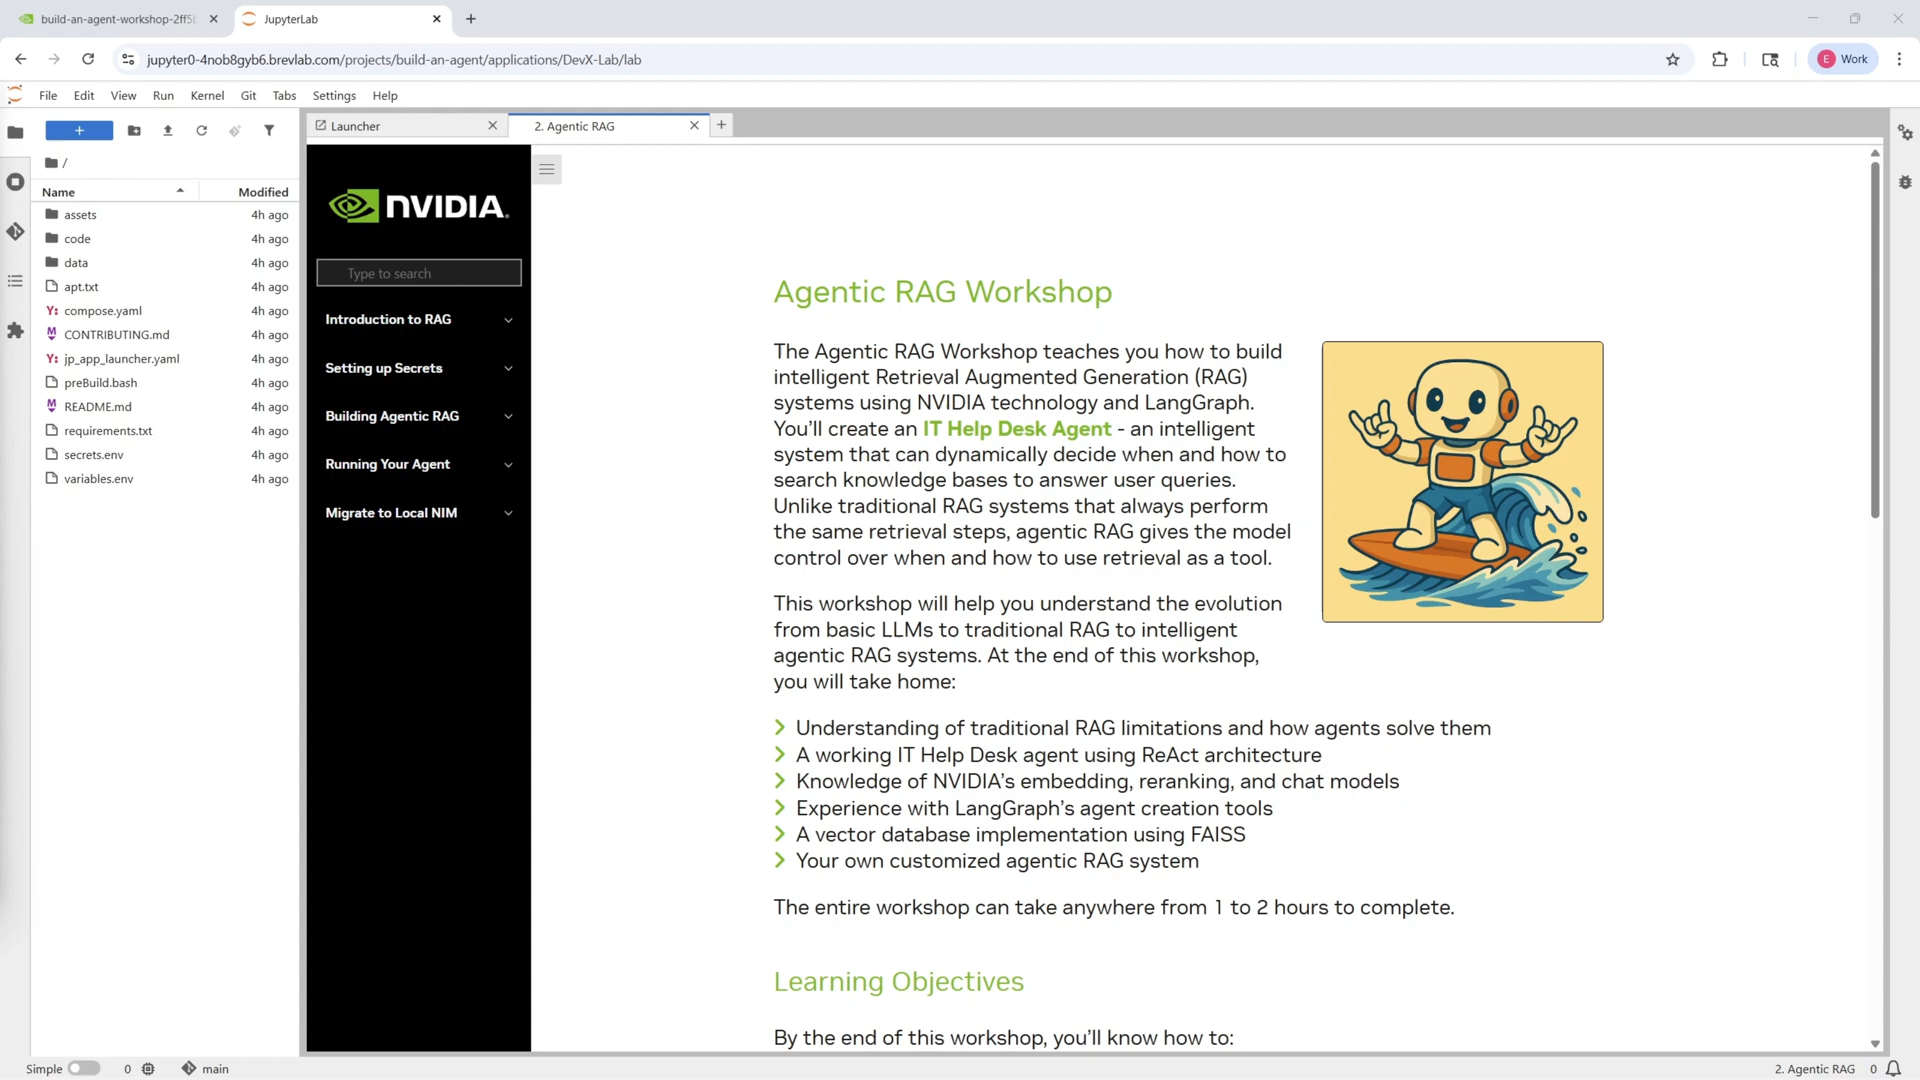 build-an-agent-workshop-2ff5b
JupyterLab
jupyter0-4nob8gyb6.brevlab.com/projects/build-an-agent/applications/DevX-Lab/lab
E Work
File Edit View Run Kernel Git Tabs Settings Help
Launcher
2. Agentic RAG
/
Name Modified
assets 4h ago
code 4h ago
data 4h ago
apt.txt 4h ago
Y: compose.yaml 4h ago
M CONTRIBUTING.md 4h ago
Y: jp_app_launcher.yaml 4h ago
preBuild.bash 4h ago
M README.md 4h ago
requirements.txt 4h ago
secrets.env 4h ago
variables.env 4h ago
NVIDIA.
Type to search
Introduction to RAG
Setting up Secrets
Building Agentic RAG
Running Your Agent
Migrate to Local NIM
Agentic RAG Workshop
The Agentic RAG Workshop teaches you how to build
intelligent Retrieval Augmented Generation (RAG)
systems using NVIDIA technology and LangGraph.
You’ll create an IT Help Desk Agent - an intelligent
system that can dynamically decide when and how to
search knowledge bases to answer user queries.
Unlike traditional RAG systems that always perform
the same retrieval steps, agentic RAG gives the model
control over when and how to use retrieval as a tool.
This workshop will help you understand the evolution
from basic LLMs to traditional RAG to intelligent
agentic RAG systems. At the end of this workshop,
you will take home:
Understanding of traditional RAG limitations and how agents solve them
A working IT Help Desk agent using ReAct architecture
Knowledge of NVIDIA’s embedding, reranking, and chat models
Experience with LangGraph’s agent creation tools
A vector database implementation using FAISS
Your own customized agentic RAG system
The entire workshop can take anywhere from 1 to 2 hours to complete.
Learning Objectives
By the end of this workshop, you’ll know how to:
Simple 0 main
2. Agentic RAG 0